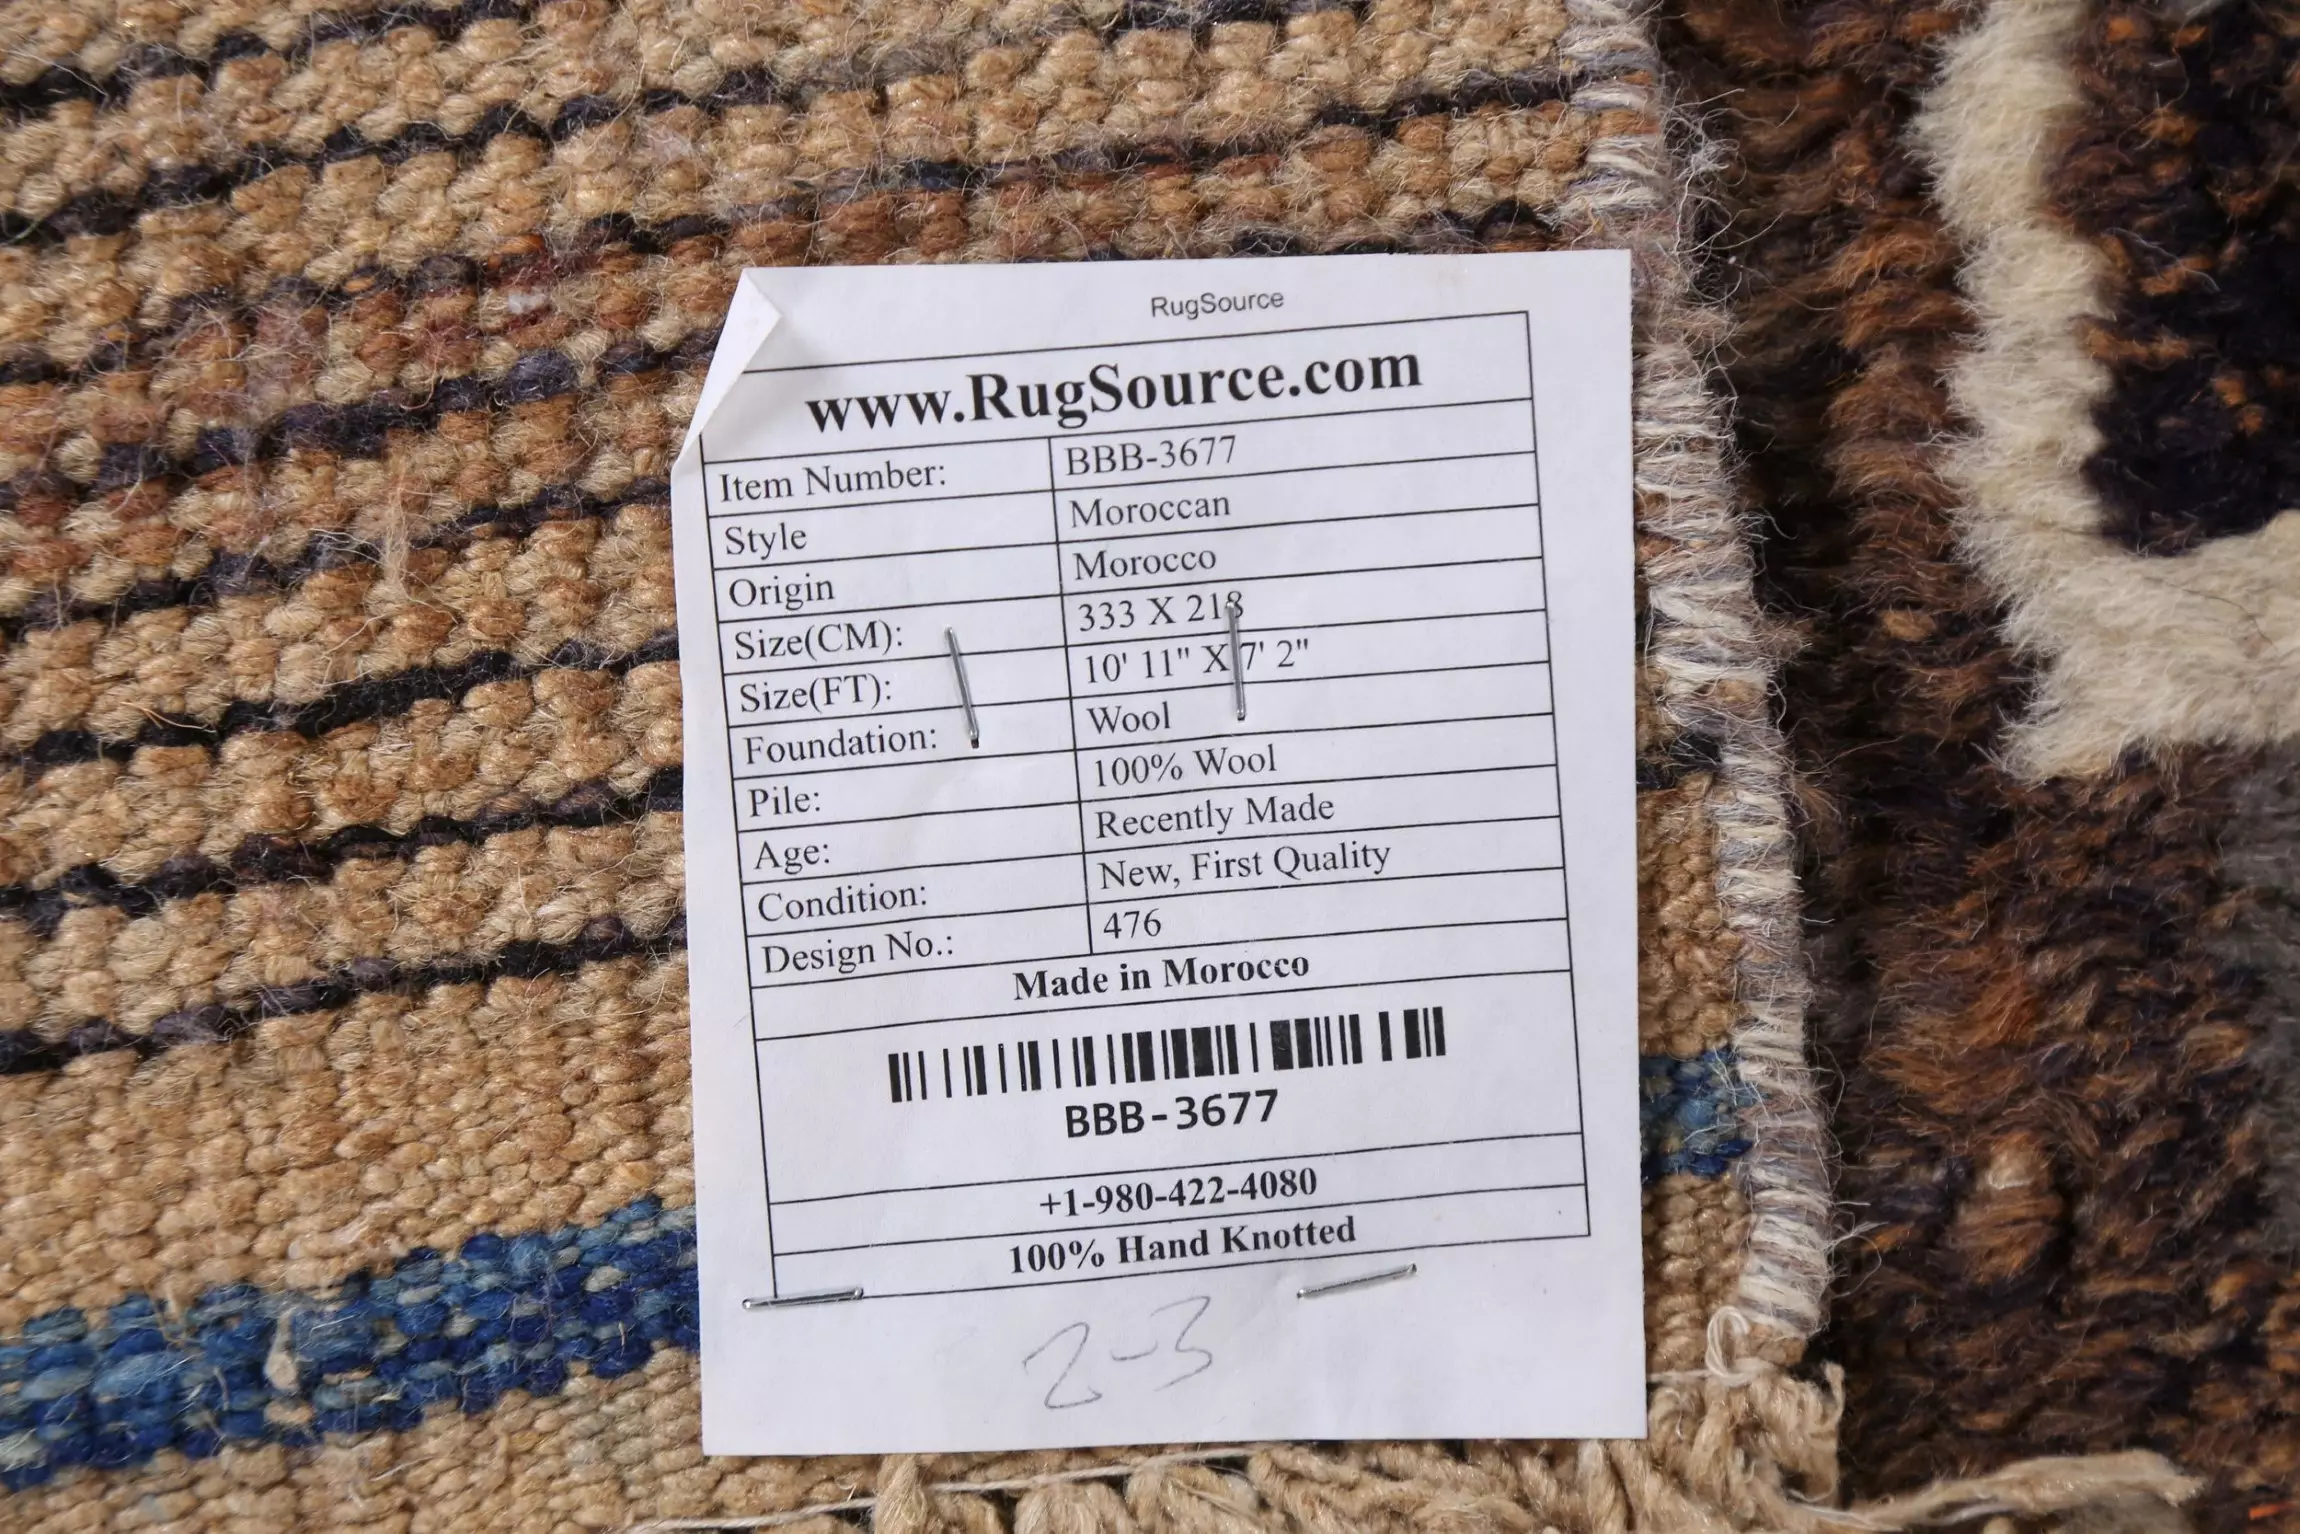 RugSource
www.RugSource.com
Item Number: BBB-3677
Style Moroccan
Origin Morocco
Size(CM): 333 X 218
Size(FT): 10' 11" X 7' 2"
Foundation: Wool
Pile: 100% Wool
Age: Recently Made
Condition: New, First Quality
Design No.: 476
Made in Morocco
BBB-3677
+1-980-422-4080
100% Hand Knotted
2-3